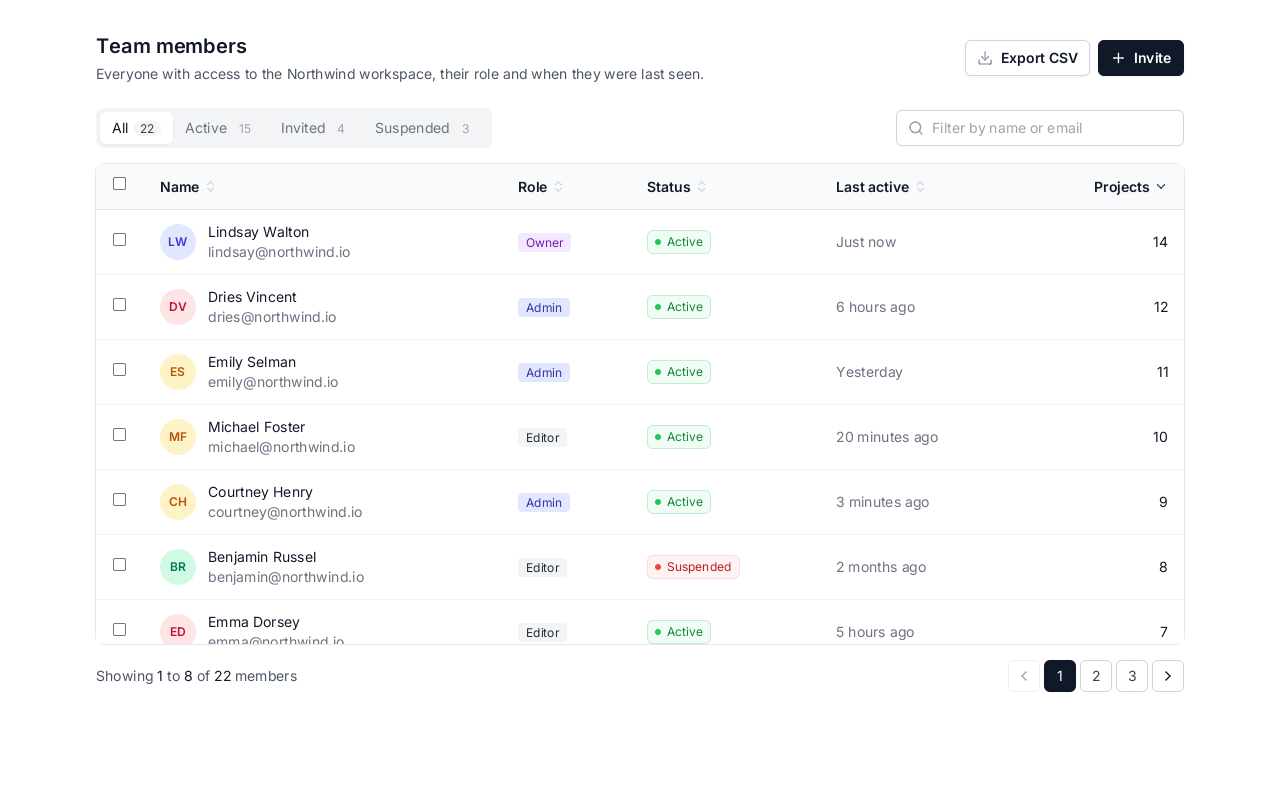 Team members
Everyone with access to the Northwind workspace, their role and when they were last seen.
Export CSV
Invite
All 22 Active 15 Invited 4 Suspended 3
Filter by name or email
Name Role Status Last active Projects
LW Lindsay Walton
lindsay@northwind.io
Owner Active Just now 14
DV Dries Vincent
dries@northwind.io
Admin Active 6 hours ago 12
ES Emily Selman
emily@northwind.io
Admin Active Yesterday 11
MF Michael Foster
michael@northwind.io
Editor Active 20 minutes ago 10
CH Courtney Henry
courtney@northwind.io
Admin Active 3 minutes ago 9
BR Benjamin Russel
benjamin@northwind.io
Editor Suspended 2 months ago 8
ED Emma Dorsey
emma@northwind.io
Editor Active 5 hours ago 7
Showing 1 to 8 of 22 members
1 2 3